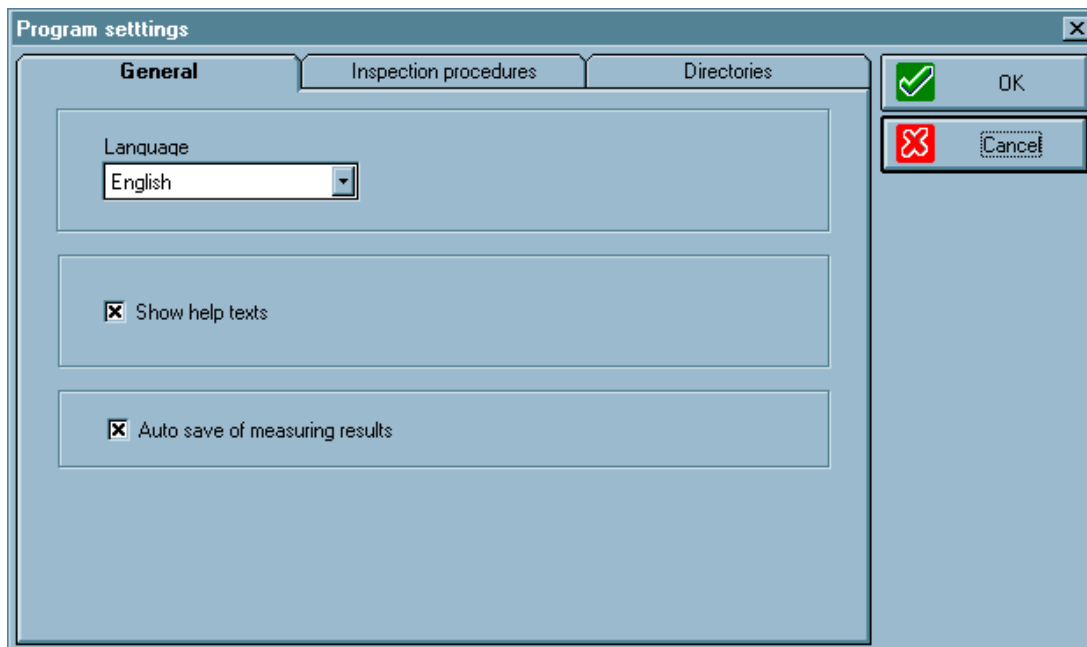 Program setttings
General
Inspection procedures
Directories
OK
Cancel
Language
English
Show help texts
Auto save of measuring results